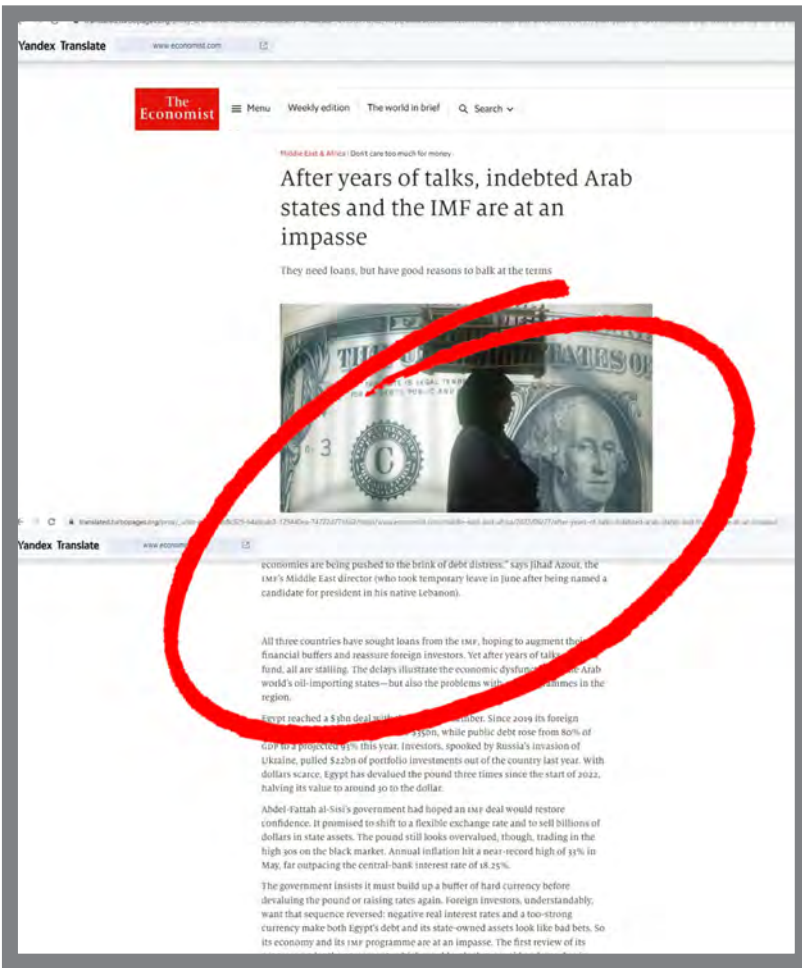 Yandex Translate
www.economist.com
The
Economist
Menu
Weekly edition
The world in brief
Search
Middle East & Africa | Don't care too much for money
After years of talks, indebted Arab
states and the IMF are at an
impasse
They need loans, but have good reasons to balk at the terms
Yandex Translate
economies are being pushed to the brink of debt distress," says Jihad Azour, the
IMF's Middle East director (who took temporary leave in June after being named a
candidate for president in his native Lebanon).
All three countries have sought loans from the IMF, hoping to augment their
financial buffers and reassure foreign investors. Yet after years of talks
fund, all are stalling. The delays illustrate the economic Arab
world's oil-importing states—but also the problems with in the
region.
Egypt reached a $3bn deal Since 2019 its foreign
$35bn, while public debt rose from 80% of
GDP to a projected 93% this year. Investors, spooked by Russia's invasion of
Ukraine, pulled $22bn of portfolio investments out of the country last year. With
dollars scarce, Egypt has devalued the pound three times since the start of 2022,
halving its value to around 30 to the dollar.
Abdel-Fattah al-Sisi's government had hoped an IMF deal would restore
confidence. It promised to shift to a flexible exchange rate and to sell billions of
dollars in state assets. The pound still looks overvalued, though, trading in the
high 30s on the black market. Annual inflation hit a near-record high of 33% in
May, far outpacing the central-bank interest rate of 18.25%.
The government insists it must build up a buffer of hard currency before
devaluing the pound or raising rates again. Foreign investors, understandably,
want that sequence reversed: negative real interest rates and a too-strong
currency make both Egypt's debt and its state-owned assets look like bad bets. So
its economy and its IMF programme are at an impasse. The first review of its